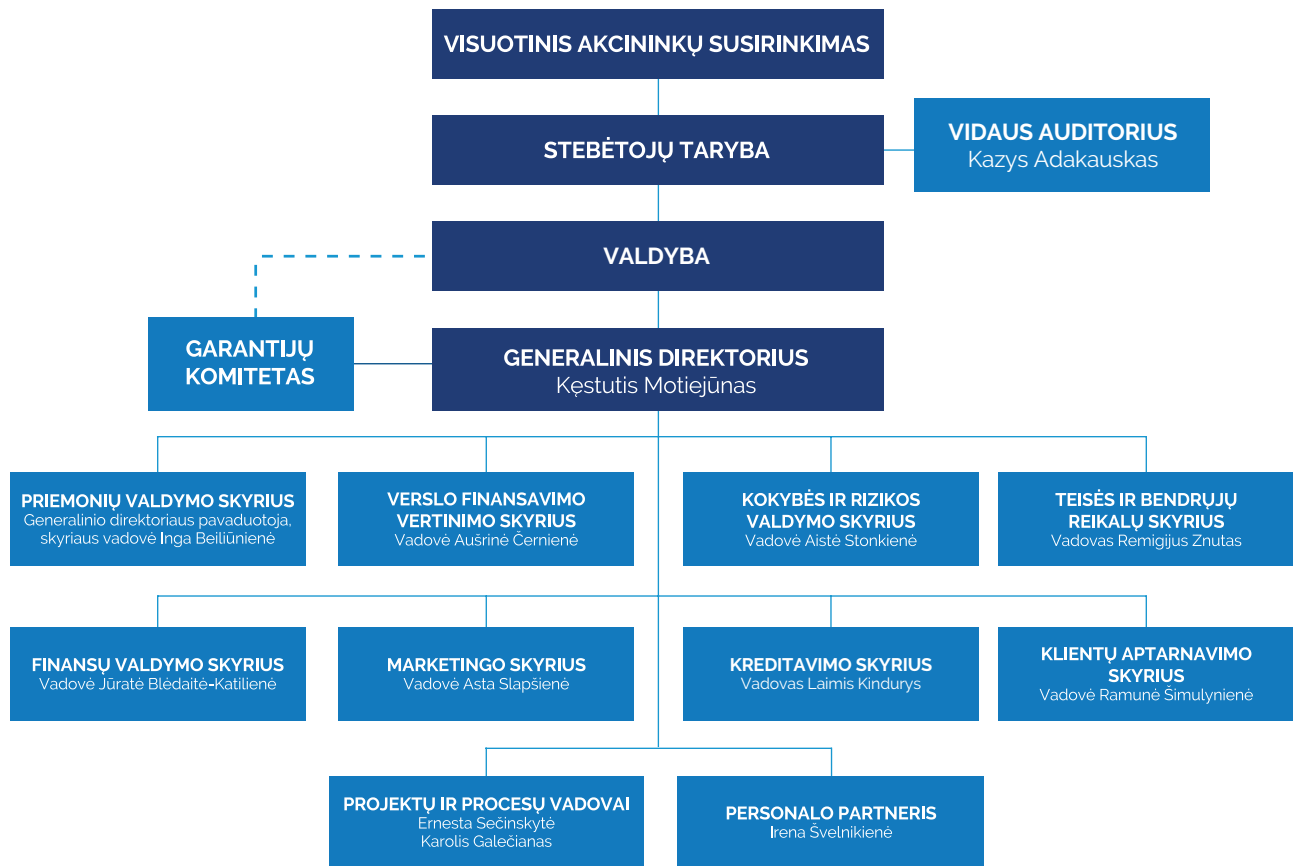 VISUOTINIS AKCININKŲ SUSIRINKIMAS
STEBĖTOJŲ TARYBA
VIDAUS AUDITORIUS
Kazys Adakauskas
VALDYBA
GARANTIJŲ
KOMITETAS
GENERALINIS DIREKTORIUS
Kęstutis Motiejūnas
PRIEMONIŲ VALDYMO SKYRIUS
Generalinio direktoriaus pavaduotoja,
skyriaus vadovė Inga Beiliūnienė
VERSLO FINANSAVIMO
VERTINIMO SKYRIUS
Vadovė Aušrinė Černienė
KOKYBĖS IR RIZIKOS
VALDYMO SKYRIUS
Vadovė Aistė Stonkienė
TEISĖS IR BENDRŲJŲ
REIKALŲ SKYRIUS
Vadovas Remigijus Znutas
FINANSŲ VALDYMO SKYRIUS
Vadovė Jūratė Blėdaitė-Katilienė
MARKETINGO SKYRIUS
Vadovė Asta Slapšienė
KREDITAVIMO SKYRIUS
Vadovas Laimis Kindurys
KLIENTŲ APTARNAVIMO
SKYRIUS
Vadovė Ramunė Šimulynienė
PROJEKTŲ IR PROCESŲ VADOVAI
Ernesta Sečinskytė
Karolis Galečianas
PERSONALO PARTNERIS
Irena Švelnikienė